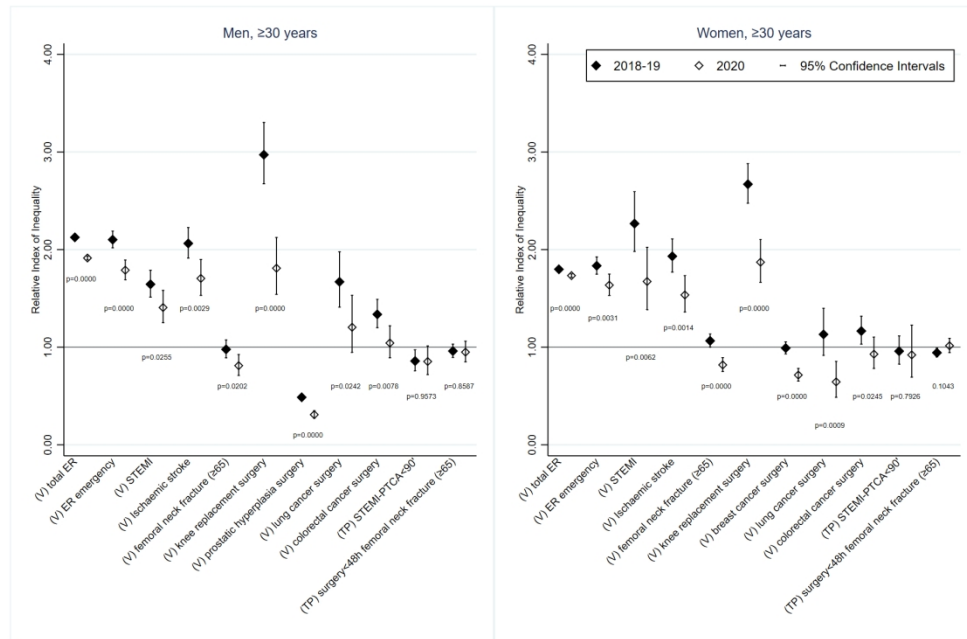 Men, ≥30 years
Relative Index of Inequality
4.00
3.00
2.00
1.00
0.00
p=0.0000
p=0.0000
p=0.0255
p=0.0029
p=0.0202
p=0.0000
p=0.0000
p=0.0242
p=0.0078
p=0.9573
p=0.8587
(V) total ER
(V) ER emergency
(V) STEMI
(V) Ischaemic stroke
(V) femoral neck fracture (≥65)
(V) knee replacement surgery
(V) prostatic hyperplasia surgery
(V) lung cancer surgery
(V) colorectal cancer surgery
(TP) STEMI-PTCA<90'
(TP) surgery<48h femoral neck fracture (≥65)
Women, ≥30 years
2018-19 2020 95% Confidence Intervals
Relative Index of Inequality
4.00
3.00
2.00
1.00
0.00
p=0.0000
p=0.0031
p=0.0062
p=0.0014
p=0.0000
p=0.0000
p=0.0000
p=0.0009
p=0.0245
p=0.7926
0.1043
(V) total ER
(V) ER emergency
(V) STEMI
(V) Ischaemic stroke
(V) femoral neck fracture (≥65)
(V) knee replacement surgery
(V) breast cancer surgery
(V) lung cancer surgery
(V) colorectal cancer surgery
(TP) STEMI-PTCA<90'
(TP) surgery<48h femoral neck fracture (≥65)